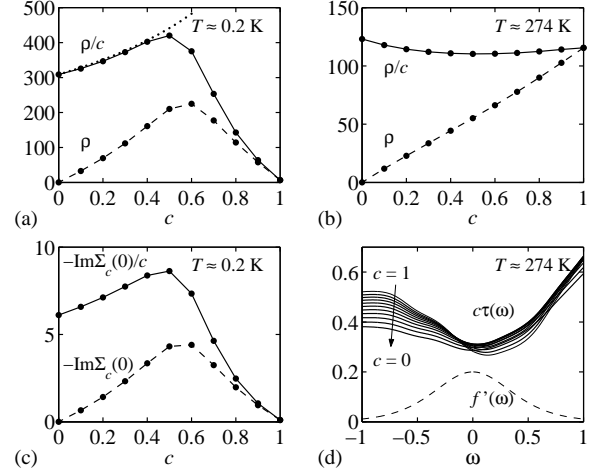 500
400
300
200
100
0
ρ/c
ρ
T ≈ 0.2 K
0 0.2 0.4 0.6 0.8 1
(a)
c
150
100
50
0
T ≈ 274 K
ρ/c
ρ
0 0.2 0.4 0.6 0.8 1
(b)
c
10
5
0
−ImΣc(0)/c
T ≈ 0.2 K
−ImΣc(0)
0 0.2 0.4 0.6 0.8 1
(c)
c
0.6
0.4
0.2
0
T ≈ 274 K
c = 1
cτ(ω)
c = 0
f'(ω)
−1 −0.5 0 0.5 1
(d)
ω